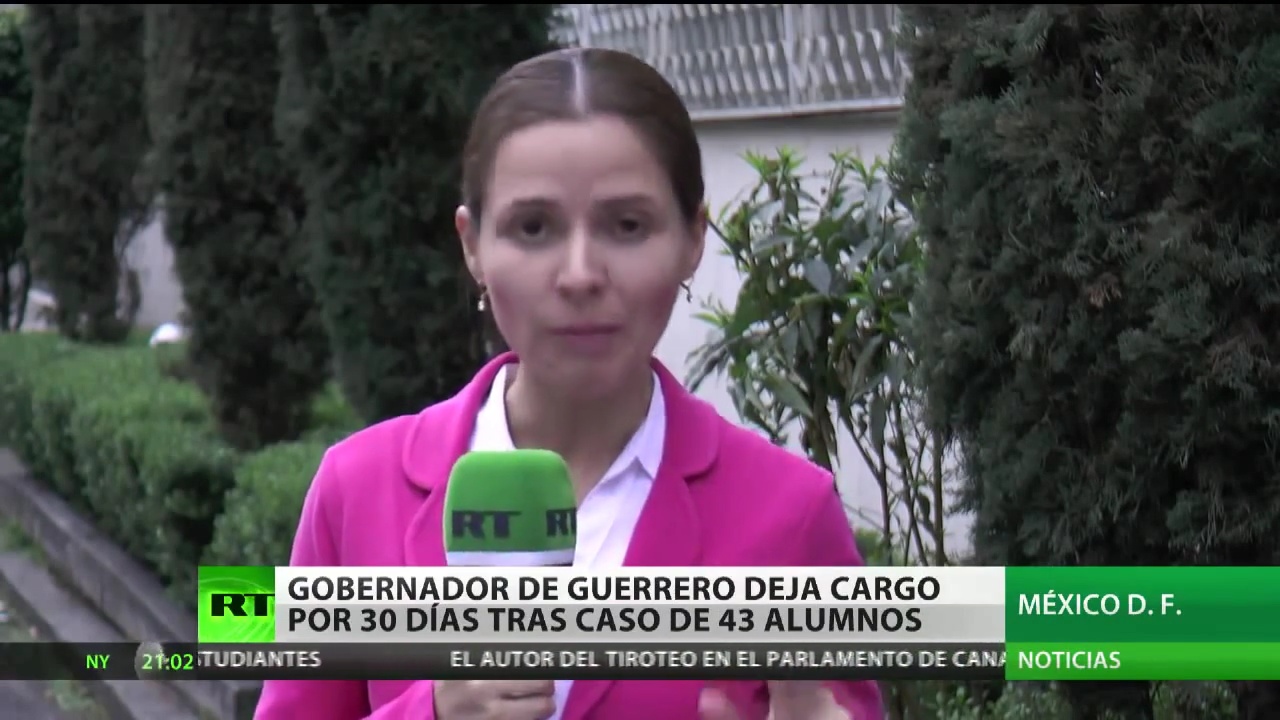 RT RT
RT
GOBERNADOR DE GUERRERO DEJA CARGO
POR 30 DÍAS TRAS CASO DE 43 ALUMNOS
MÉXICO D. F.
NY 21:02 STUDIANTES EL AUTOR DEL TIROTEO EN EL PARLAMENTO DE CANA
NOTICIAS